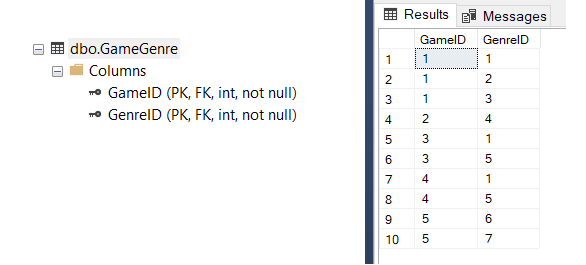 dbo.GameGenre
Columns
GameID (PK, FK, int, not null)
GenreID (PK, FK, int, not null)
Results Messages
GameID GenreID
1 1 1
2 1 2
3 1 3
4 2 4
5 3 1
6 3 5
7 4 1
8 4 5
9 5 6
10 5 7